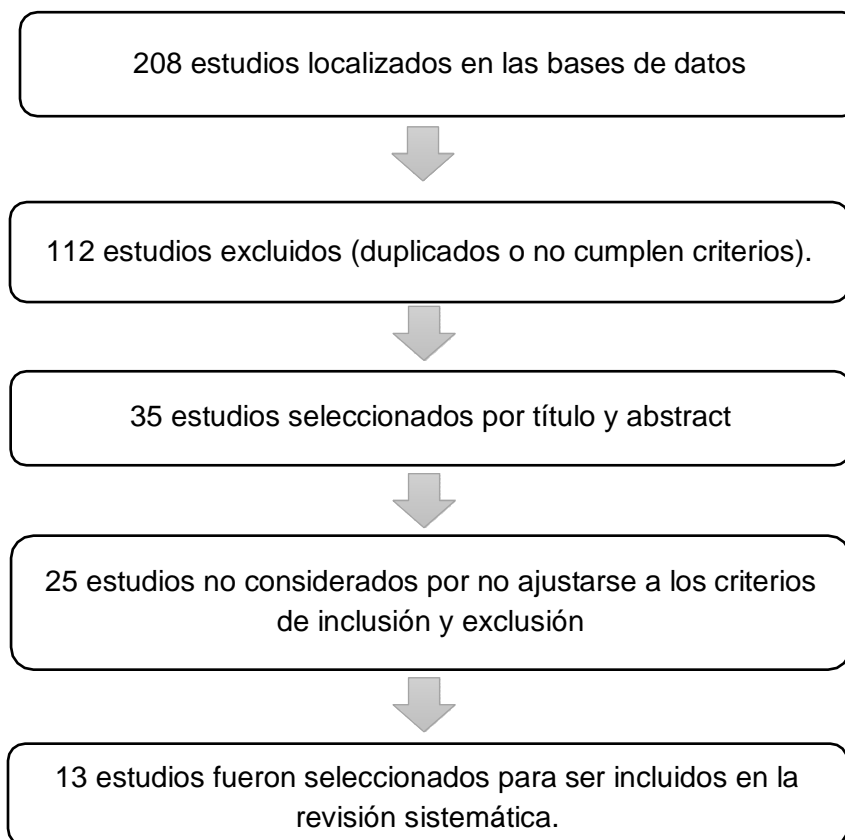 208 estudios localizados en las bases de datos
112 estudios excluidos (duplicados o no cumplen criterios).
35 estudios seleccionados por título y abstract
25 estudios no considerados por no ajustarse a los criterios
de inclusión y exclusión
13 estudios fueron seleccionados para ser incluidos en la
revisión sistemática.